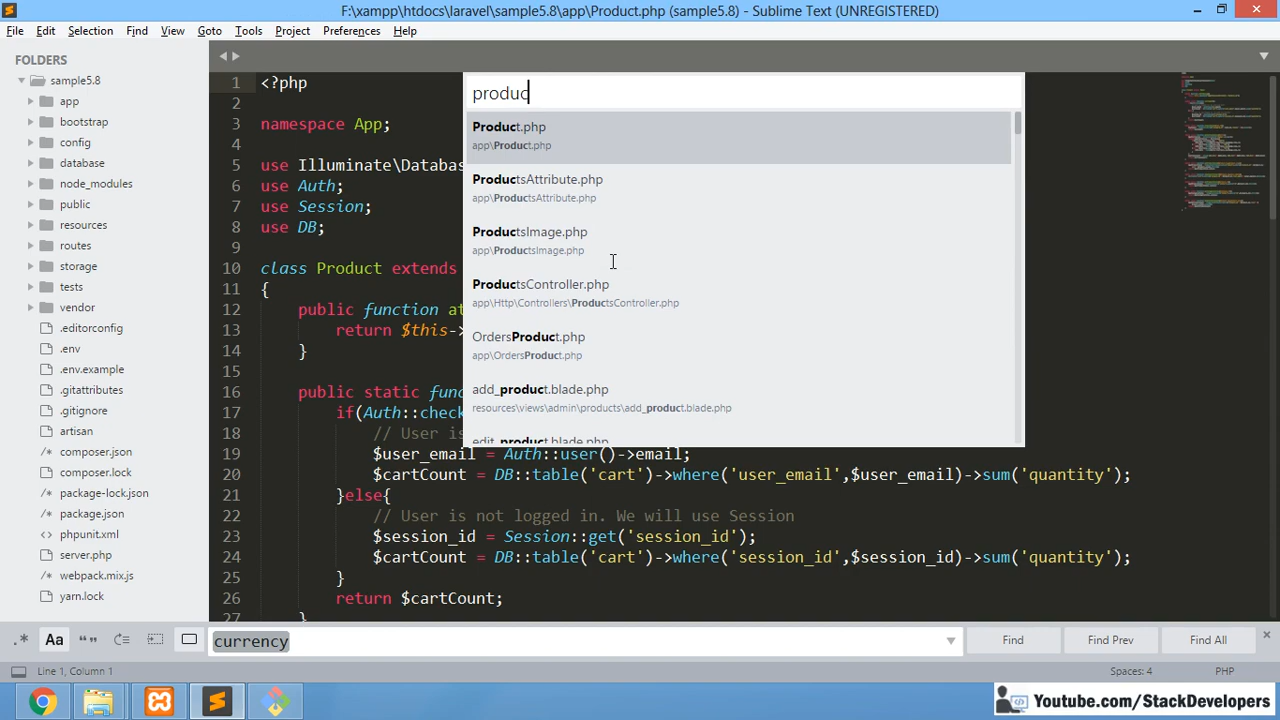 F:\xampp\htdocs\laravel\sample5.8\app\Product.php (sample5.8) - Sublime Text (UNREGISTERED)
File Edit Selection Find View Goto Tools Project Preferences Help
FOLDERS
sample5.8
app
bootstrap
config
database
node_modules
public
resources
routes
storage
tests
vendor
.editorconfig
.env
.env.example
.gitattributes
.gitignore
artisan
composer.json
composer.lock
package-lock.json
package.json
phpunit.xml
server.php
webpack.mix.js
yarn.lock
produc
Product.php
app\Product.php
ProductsAttribute.php
app\ProductsAttribute.php
ProductsImage.php
app\ProductsImage.php
ProductsController.php
app\Http\Controllers\ProductsController.php
OrdersProduct.php
app\OrdersProduct.php
add_product.blade.php
resources\views\admin\products\add_product.blade.php
edit_product.blade.php
1 <?php
2
3 namespace App;
4
5 use Illuminate\Databas
6 use Auth;
7 use Session;
8 use DB;
9
10 class Product extends
11 {
12 public function at
13 return $this->
14 }
15
16 public static func
17 if(Auth::check
18 // User is
19 $user_email = Auth::user()->email;
20 $cartCount = DB::table('cart')->where('user_email',$user_email)->sum('quantity');
21 }else{
22 // User is not logged in. We will use Session
23 $session_id = Session::get('session_id');
24 $cartCount = DB::table('cart')->where('session_id',$session_id)->sum('quantity');
25 }
26 return $cartCount;
27 }
.* Aa “” currency Find Find Prev Find All
Line 1, Column 1 Spaces: 4 PHP
Youtube.com/StackDevelopers